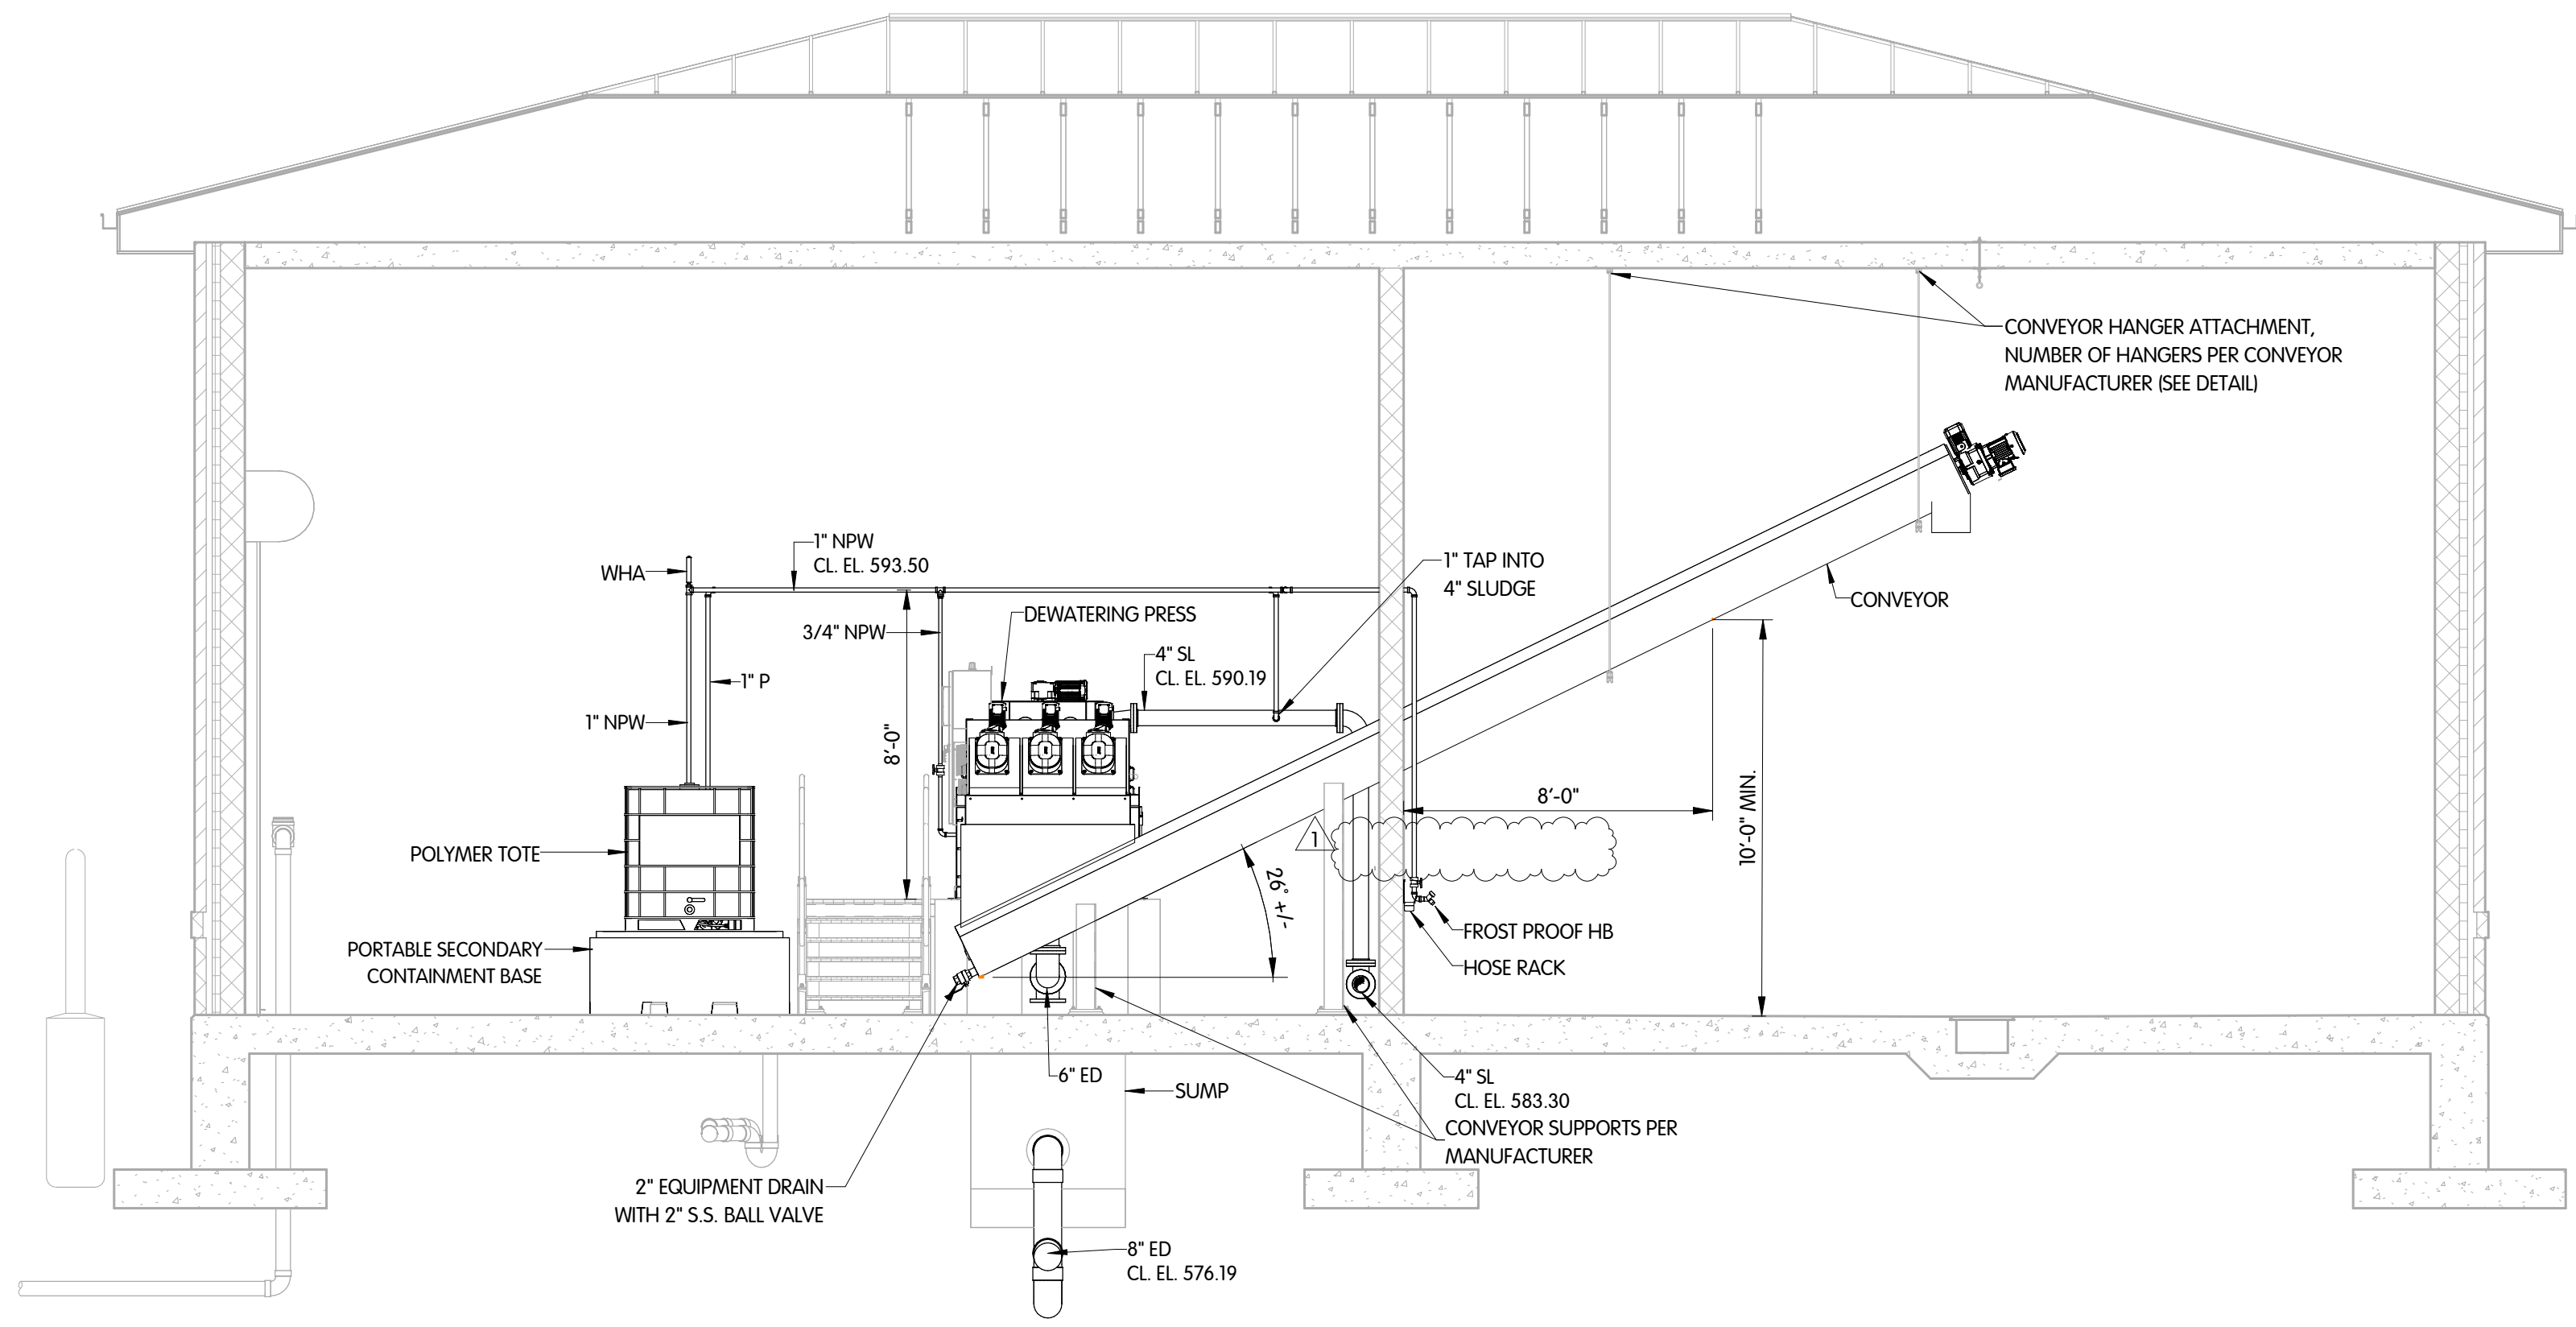 CONVEYOR HANGER ATTACHMENT,
NUMBER OF HANGERS PER CONVEYOR
MANUFACTURER (SEE DETAIL)
1" NPW
CL. EL. 593.50
WHA
1" TAP INTO
4" SLUDGE
CONVEYOR
DEWATERING PRESS
3/4" NPW
4" SL
CL. EL. 590.19
1" P
1" NPW
8'-0"
8'-0"
10'-0" MIN.
1
26° +/-
POLYMER TOTE
FROST PROOF HB
HOSE RACK
PORTABLE SECONDARY
CONTAINMENT BASE
6" ED
SUMP
4" SL
CL. EL. 583.30
CONVEYOR SUPPORTS PER
MANUFACTURER
2" EQUIPMENT DRAIN
WITH 2" S.S. BALL VALVE
8" ED
CL. EL. 576.19